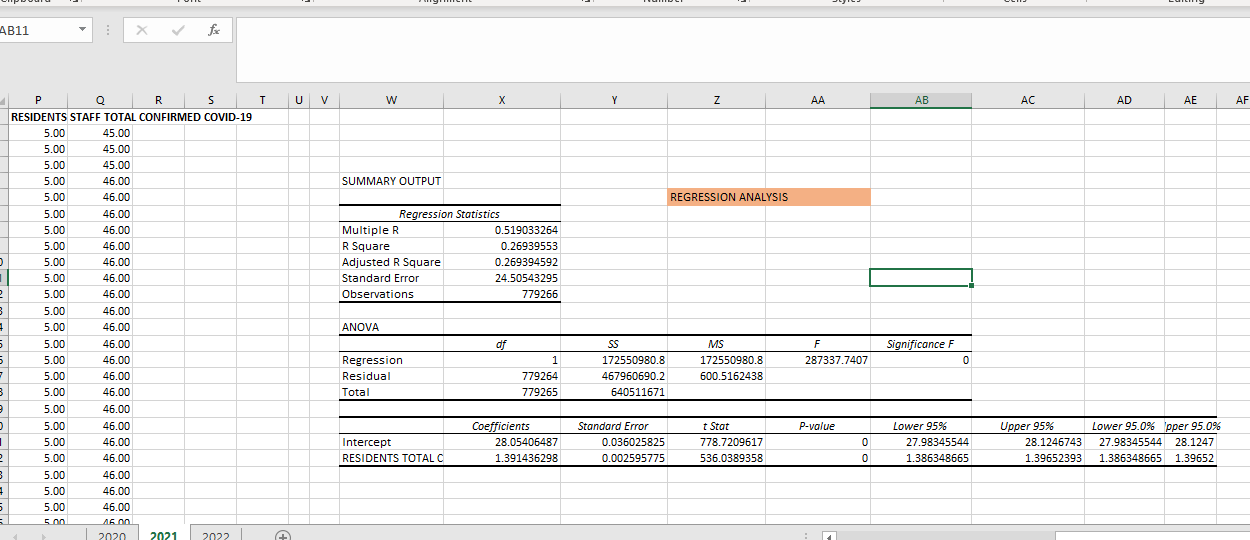 AB11 fx
P Q R S T U V W X Y Z AA AB AC AD AE AF
RESIDENTS STAFF TOTAL CONFIRMED COVID-19
5.00 45.00
5.00 45.00
5.00 45.00
5.00 46.00 SUMMARY OUTPUT
5.00 46.00 REGRESSION ANALYSIS
5.00 46.00 Regression Statistics
5.00 46.00 Multiple R 0.519033264
5.00 46.00 R Square 0.26939553
5.00 46.00 Adjusted R Square 0.269394592
5.00 46.00 Standard Error 24.50543295
5.00 46.00 Observations 779266
5.00 46.00
5.00 46.00 ANOVA
5.00 46.00 df SS MS F Significance F
5.00 46.00 Regression 1 172550980.8 172550980.8 287337.7407 0
5.00 46.00 Residual 779264 467960690.2 600.5162438
5.00 46.00 Total 779265 640511671
5.00 46.00
5.00 46.00 Coefficients Standard Error t Stat P-value Lower 95% Upper 95% Lower 95.0% pper 95.0%
5.00 46.00 Intercept 28.05406487 0.036025825 778.7209617 0 27.98345544 28.1246743 27.98345544 28.1247
5.00 46.00 RESIDENTS TOTAL C 1.391436298 0.002595775 536.0389358 0 1.386348665 1.39652393 1.386348665 1.39652
5.00 46.00
5.00 46.00
5.00 46.00
5.00 46.00
2020 2021 2022